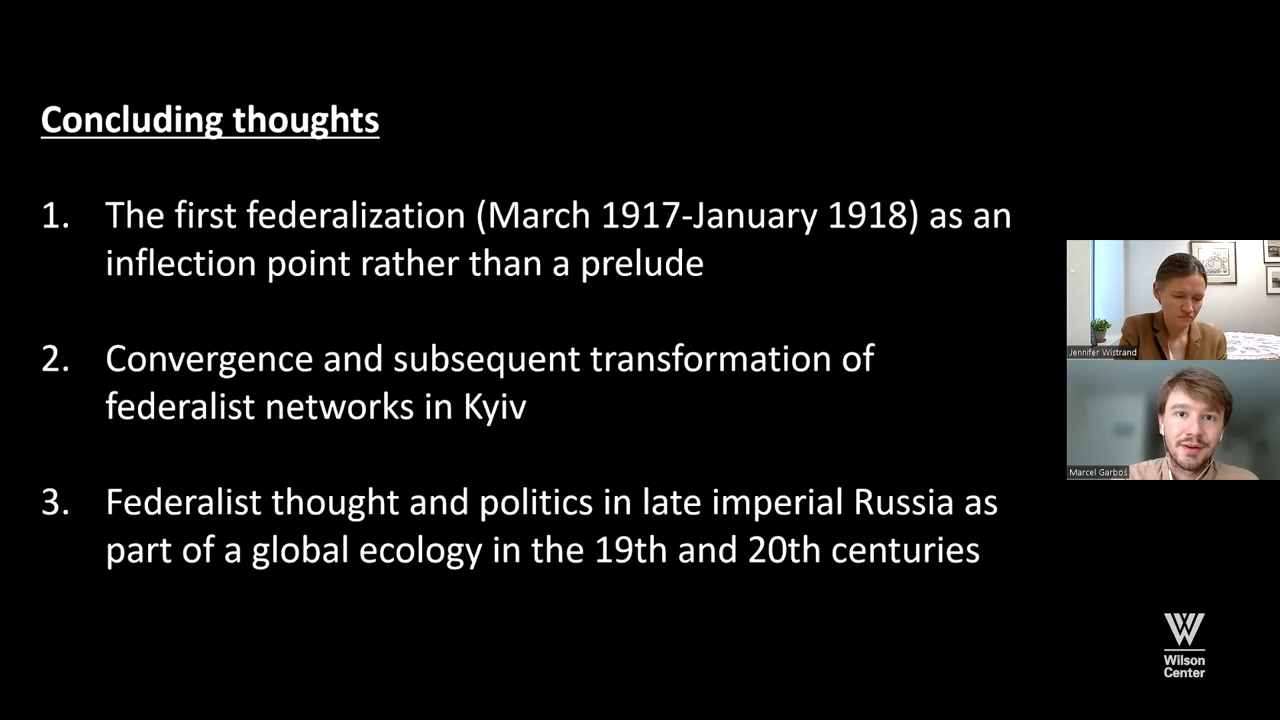 Concluding thoughts
1. The first federalization (March 1917-January 1918) as an
inflection point rather than a prelude
2. Convergence and subsequent transformation of
federalist networks in Kyiv
3. Federalist thought and politics in late imperial Russia as
part of a global ecology in the 19th and 20th centuries
Jennifer Wistrand
Marcel Garboś
Wilson
Center